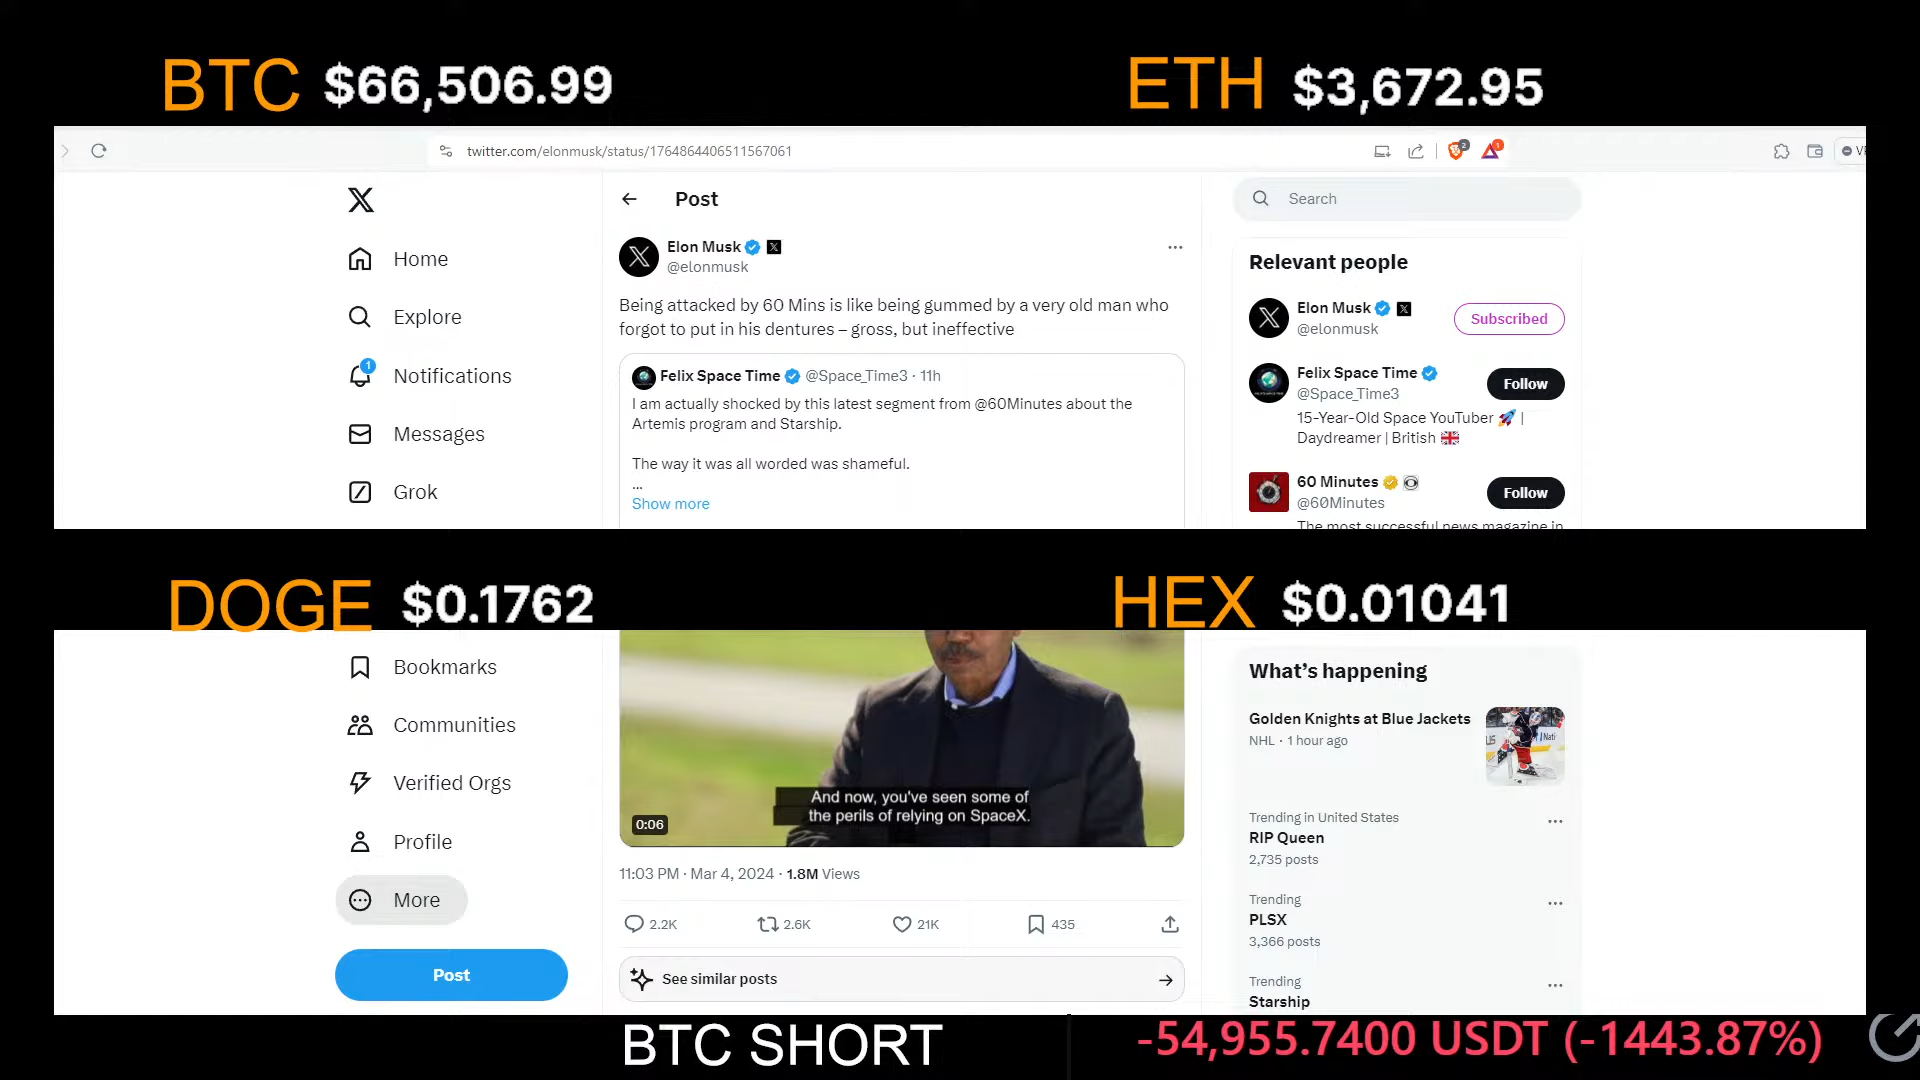 BTC $66,506.99
ETH $3,672.95
twitter.com/elonmusk/status/1764864406511567061
2
1
Home
Explore
1
Notifications
Messages
Grok
Post
Elon Musk
@elonmusk
Being attacked by 60 Mins is like being gummed by a very old man who
forgot to put in his dentures – gross, but ineffective
Felix Space Time @Space_Time3 · 11h
I am actually shocked by this latest segment from @60Minutes about the
Artemis program and Starship.
The way it was all worded was shameful.
...
Show more
Search
Relevant people
Elon Musk
@elonmusk
Subscribed
Felix Space Time
@Space_Time3
Follow
15-Year-Old Space YouTuber 🚀 |
Daydreamer | British 🇬🇧
60 Minutes
@60Minutes
Follow
The most successful news magazine in
DOGE $0.1762
HEX $0.01041
Bookmarks
Communities
Verified Orgs
Profile
More
Post
And now, you've seen some of
the perils of relying on SpaceX.
0:06
11:03 PM · Mar 4, 2024 · 1.8M Views
2.2K
2.6K
21K
435
See similar posts
What's happening
Golden Knights at Blue Jackets
NHL · 1 hour ago
Trending in United States
RIP Queen
2,735 posts
Trending
PLSX
3,366 posts
Trending
Starship
BTC SHORT
-54,955.7400 USDT (-1443.87%)